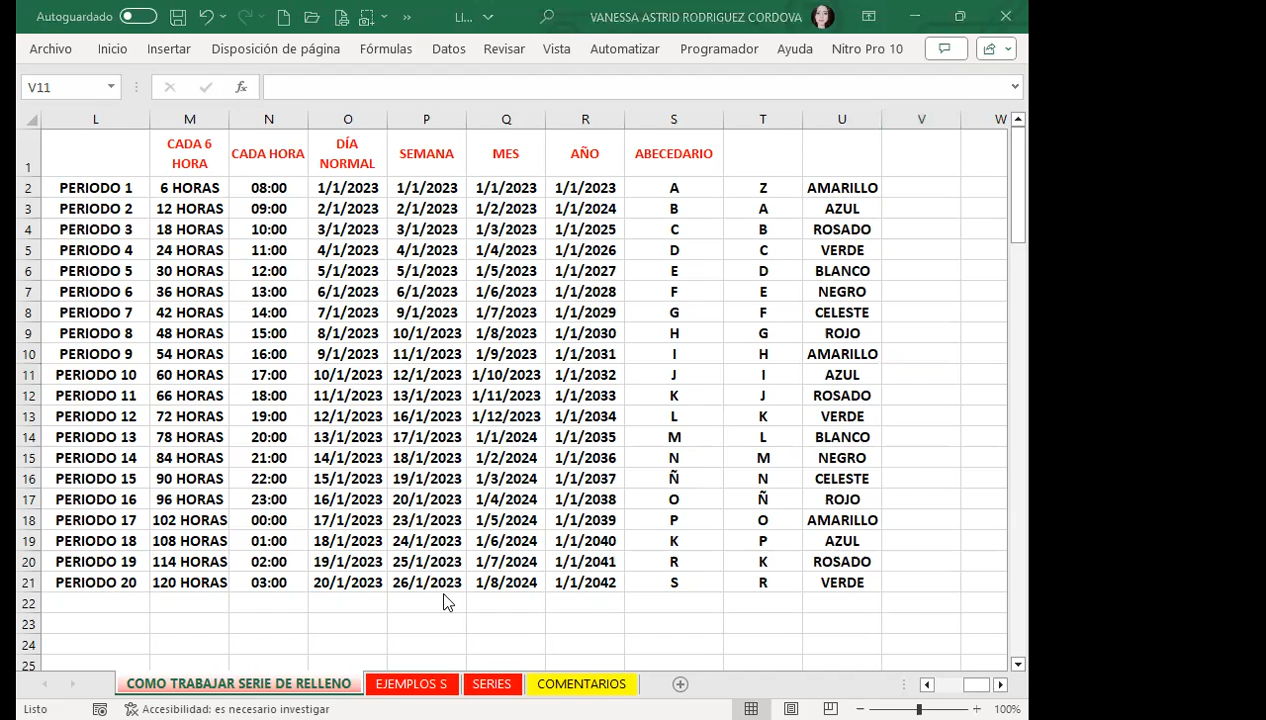 Autoguardado
»
LI...
VANESSA ASTRID RODRIGUEZ CORDOVA
Archivo Inicio Insertar Disposición de página Fórmulas Datos Revisar Vista Automatizar Programador Ayuda Nitro Pro 10
V11 fx
L M N O P Q R S T U V W
1 CADA 6 HORA CADA HORA DÍA NORMAL SEMANA MES AÑO ABECEDARIO
2 PERIODO 1 6 HORAS 08:00 1/1/2023 1/1/2023 1/1/2023 1/1/2023 A Z AMARILLO
3 PERIODO 2 12 HORAS 09:00 2/1/2023 2/1/2023 1/2/2023 1/1/2024 B A AZUL
4 PERIODO 3 18 HORAS 10:00 3/1/2023 3/1/2023 1/3/2023 1/1/2025 C B ROSADO
5 PERIODO 4 24 HORAS 11:00 4/1/2023 4/1/2023 1/4/2023 1/1/2026 D C VERDE
6 PERIODO 5 30 HORAS 12:00 5/1/2023 5/1/2023 1/5/2023 1/1/2027 E D BLANCO
7 PERIODO 6 36 HORAS 13:00 6/1/2023 6/1/2023 1/6/2023 1/1/2028 F E NEGRO
8 PERIODO 7 42 HORAS 14:00 7/1/2023 9/1/2023 1/7/2023 1/1/2029 G F CELESTE
9 PERIODO 8 48 HORAS 15:00 8/1/2023 10/1/2023 1/8/2023 1/1/2030 H G ROJO
10 PERIODO 9 54 HORAS 16:00 9/1/2023 11/1/2023 1/9/2023 1/1/2031 I H AMARILLO
11 PERIODO 10 60 HORAS 17:00 10/1/2023 12/1/2023 1/10/2023 1/1/2032 J I AZUL
12 PERIODO 11 66 HORAS 18:00 11/1/2023 13/1/2023 1/11/2023 1/1/2033 K J ROSADO
13 PERIODO 12 72 HORAS 19:00 12/1/2023 16/1/2023 1/12/2023 1/1/2034 L K VERDE
14 PERIODO 13 78 HORAS 20:00 13/1/2023 17/1/2023 1/1/2024 1/1/2035 M L BLANCO
15 PERIODO 14 84 HORAS 21:00 14/1/2023 18/1/2023 1/2/2024 1/1/2036 N M NEGRO
16 PERIODO 15 90 HORAS 22:00 15/1/2023 19/1/2023 1/3/2024 1/1/2037 Ñ N CELESTE
17 PERIODO 16 96 HORAS 23:00 16/1/2023 20/1/2023 1/4/2024 1/1/2038 O Ñ ROJO
18 PERIODO 17 102 HORAS 00:00 17/1/2023 23/1/2023 1/5/2024 1/1/2039 P O AMARILLO
19 PERIODO 18 108 HORAS 01:00 18/1/2023 24/1/2023 1/6/2024 1/1/2040 K P AZUL
20 PERIODO 19 114 HORAS 02:00 19/1/2023 25/1/2023 1/7/2024 1/1/2041 R K ROSADO
21 PERIODO 20 120 HORAS 03:00 20/1/2023 26/1/2023 1/8/2024 1/1/2042 S R VERDE
22
23
24
25
COMO TRABAJAR SERIE DE RELLENO EJEMPLOS S SERIES COMENTARIOS
Listo Accesibilidad: es necesario investigar 100%